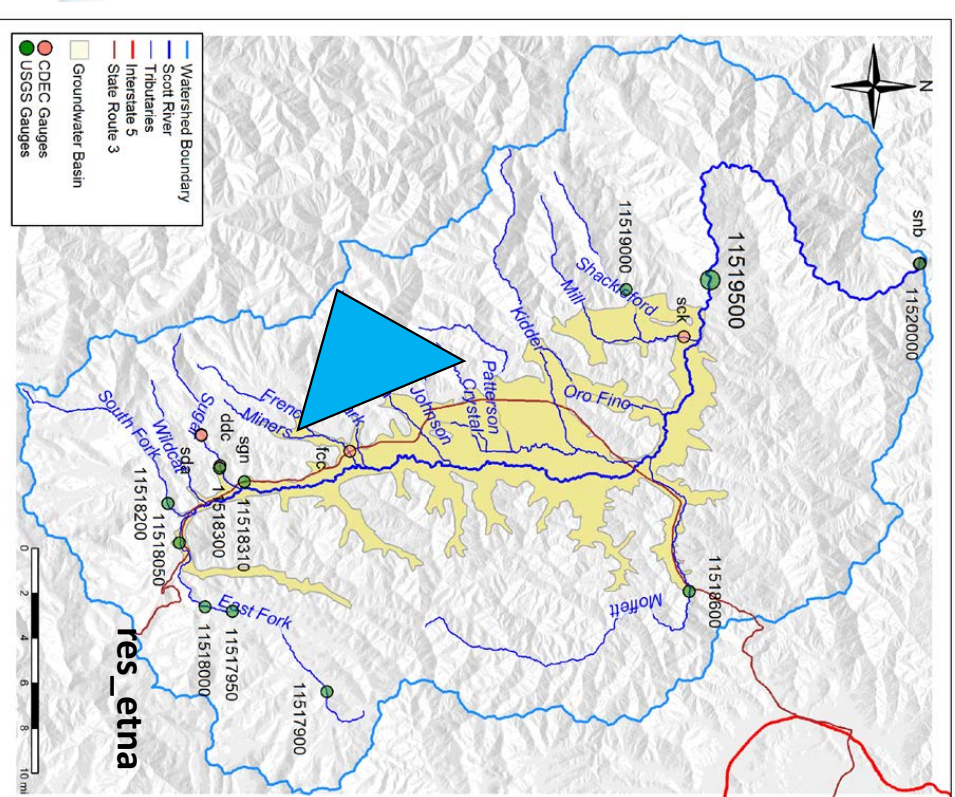 N
snb
11520000
11519500
11519000
sck
Shackleford
Mill
Kidder
Oro Fino
Patterson
Crystal
Johnson
11518600
Moffett
ark
French
Miners
fcc
Sugar
ddc
sgn
Wildcat
sda
South Fork
11518310
11518300
11518050
11518200
East Fork
11517950
11518000
11517900
res_etna
0 2 4 6 8 10 mi
Watershed Boundary
Scott River
Tributaries
Interstate 5
State Route 3
Groundwater Basin
CDEC Gauges
USGS Gauges